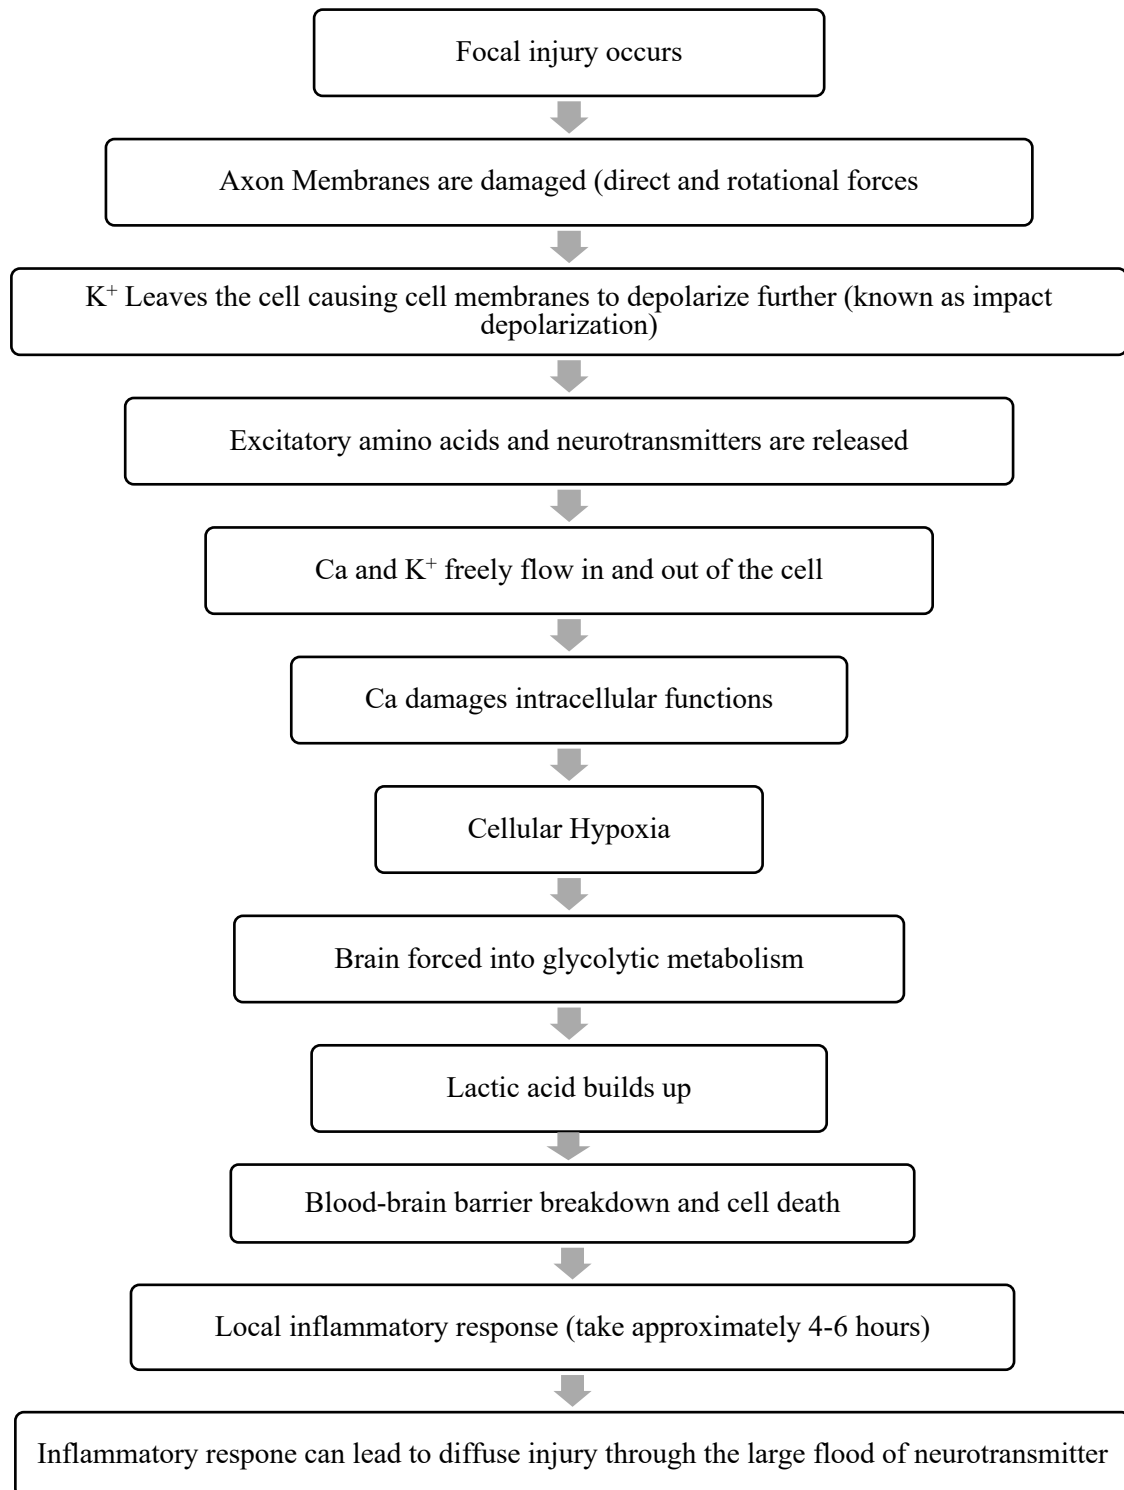 Focal injury occurs
Axon Membranes are damaged (direct and rotational forces
K⁺ Leaves the cell causing cell membranes to depolarize further (known as impact
depolarization)
Excitatory amino acids and neurotransmitters are released
Ca and K⁺ freely flow in and out of the cell
Ca damages intracellular functions
Cellular Hypoxia
Brain forced into glycolytic metabolism
Lactic acid builds up
Blood-brain barrier breakdown and cell death
Local inflammatory response (take approximately 4-6 hours)
Inflammatory respone can lead to diffuse injury through the large flood of neurotransmitter